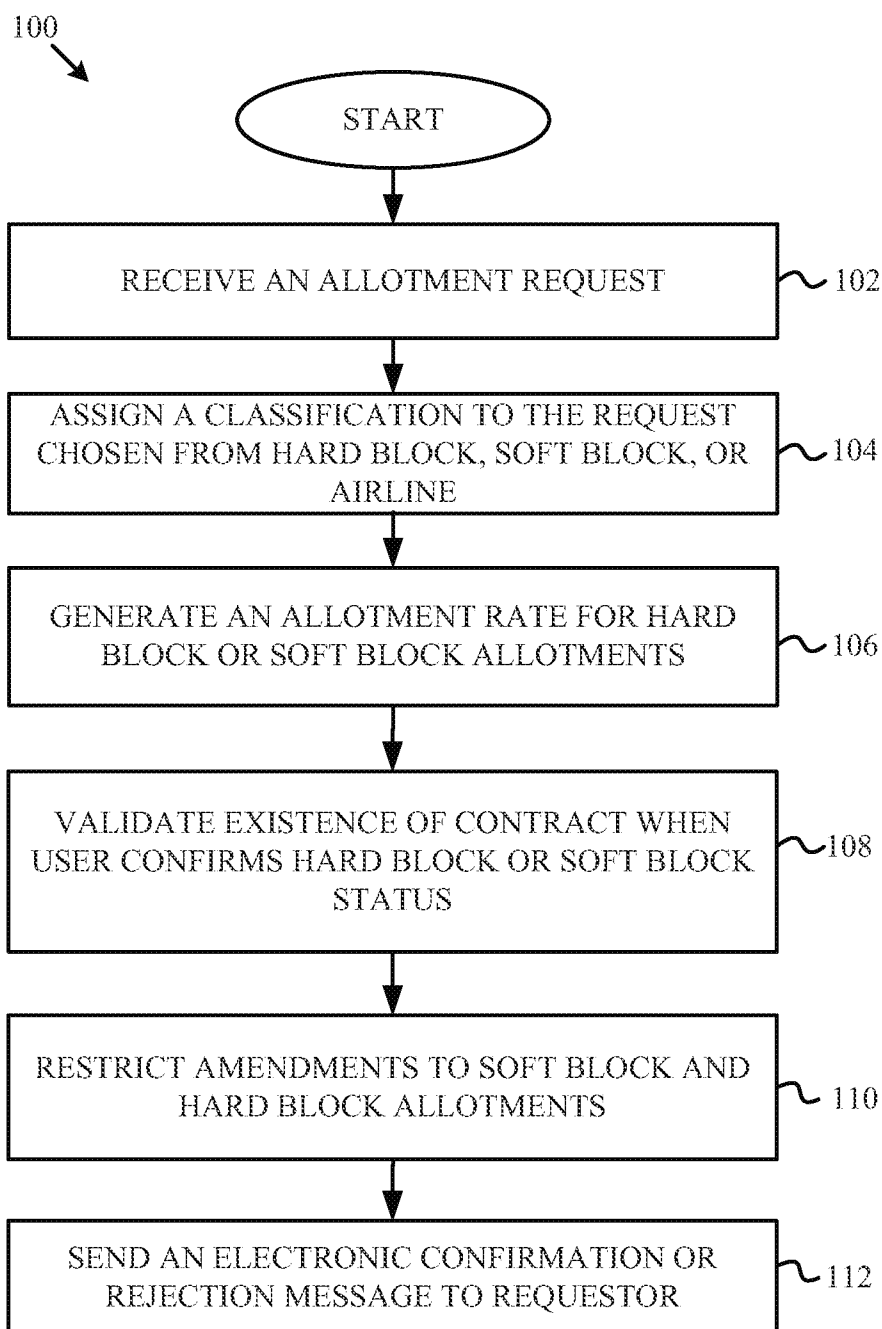 100
START
RECEIVE AN ALLOTMENT REQUEST
102
ASSIGN A CLASSIFICATION TO THE REQUEST
CHOSEN FROM HARD BLOCK, SOFT BLOCK, OR
AIRLINE
104
GENERATE AN ALLOTMENT RATE FOR HARD
BLOCK OR SOFT BLOCK ALLOTMENTS
106
VALIDATE EXISTENCE OF CONTRACT WHEN
USER CONFIRMS HARD BLOCK OR SOFT BLOCK
STATUS
108
RESTRICT AMENDMENTS TO SOFT BLOCK AND
HARD BLOCK ALLOTMENTS
110
SEND AN ELECTRONIC CONFIRMATION OR
REJECTION MESSAGE TO REQUESTOR
112